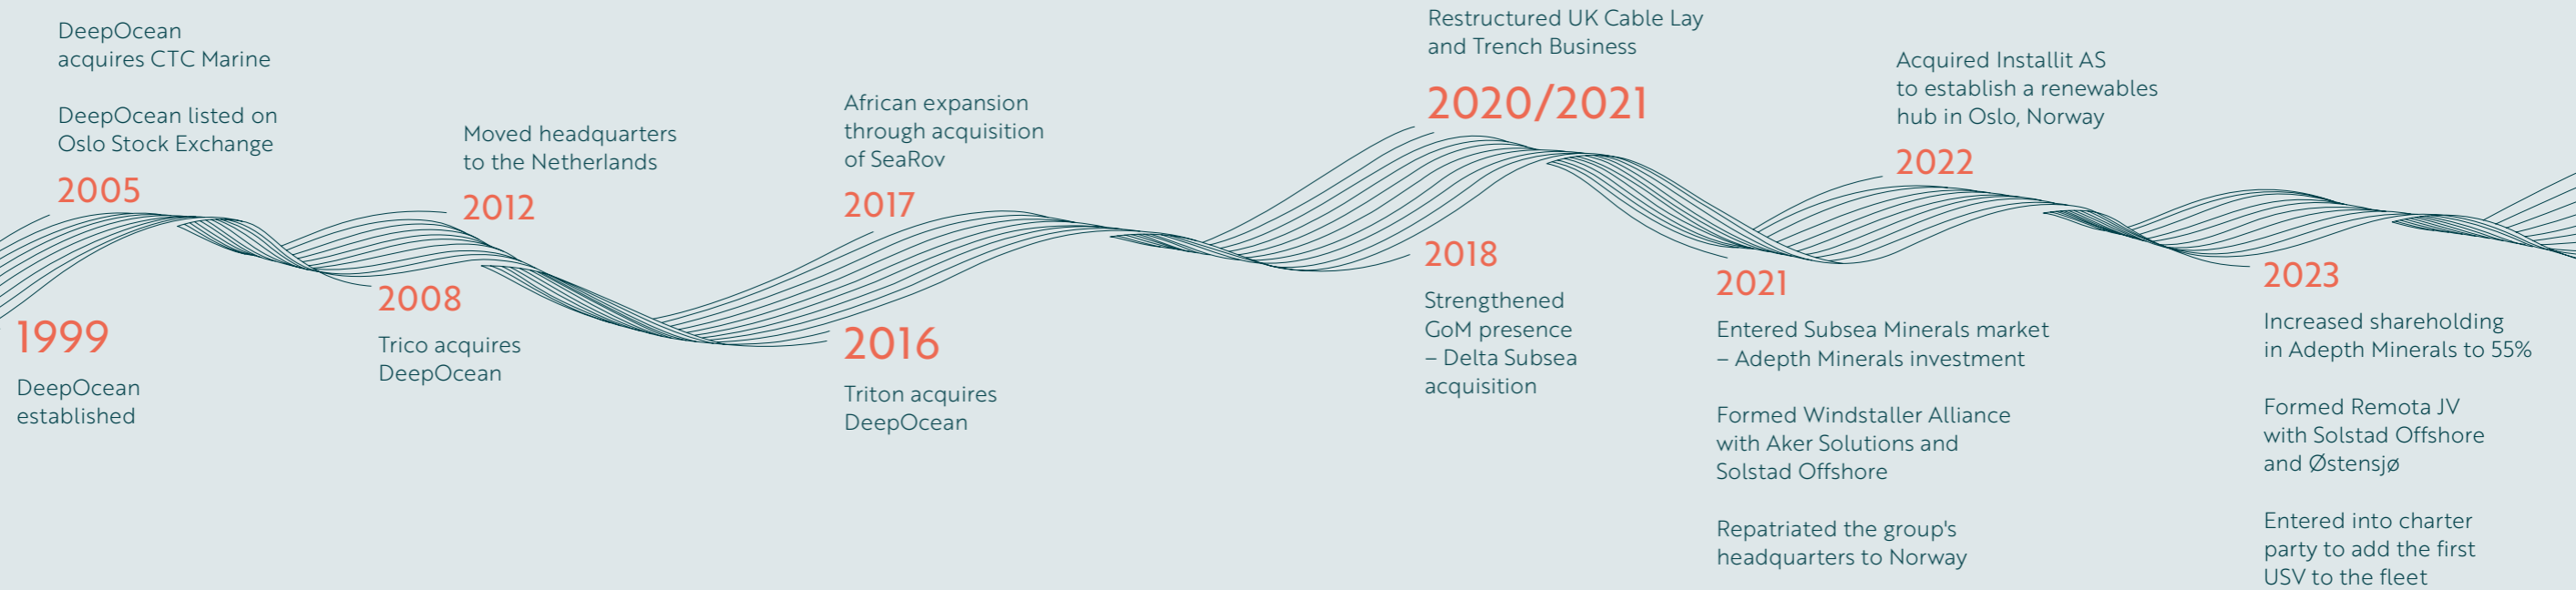 DeepOcean
acquires CTC Marine
DeepOcean listed on
Oslo Stock Exchange
2005
1999
DeepOcean
established
2008
Trico acquires
DeepOcean
Moved headquarters
to the Netherlands
2012
2016
Triton acquires
DeepOcean
African expansion
through acquisition
of SeaRov
2017
2018
Strengthened
GoM presence
– Delta Subsea
acquisition
Restructured UK Cable Lay
and Trench Business
2020/2021
2021
Entered Subsea Minerals market
– Adepth Minerals investment
Formed Windstaller Alliance
with Aker Solutions and
Solstad Offshore
Repatriated the group's
headquarters to Norway
Acquired Installit AS
to establish a renewables
hub in Oslo, Norway
2022
2023
Increased shareholding
in Adepth Minerals to 55%
Formed Remota JV
with Solstad Offshore
and Østensjø
Entered into charter
party to add the first
USV to the fleet